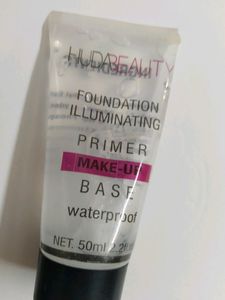 HUDABEAUTY
FOUNDATION
ILLUMINATING
PRIMER
MAKE-UP
BASE
waterproof
NET. 50ml